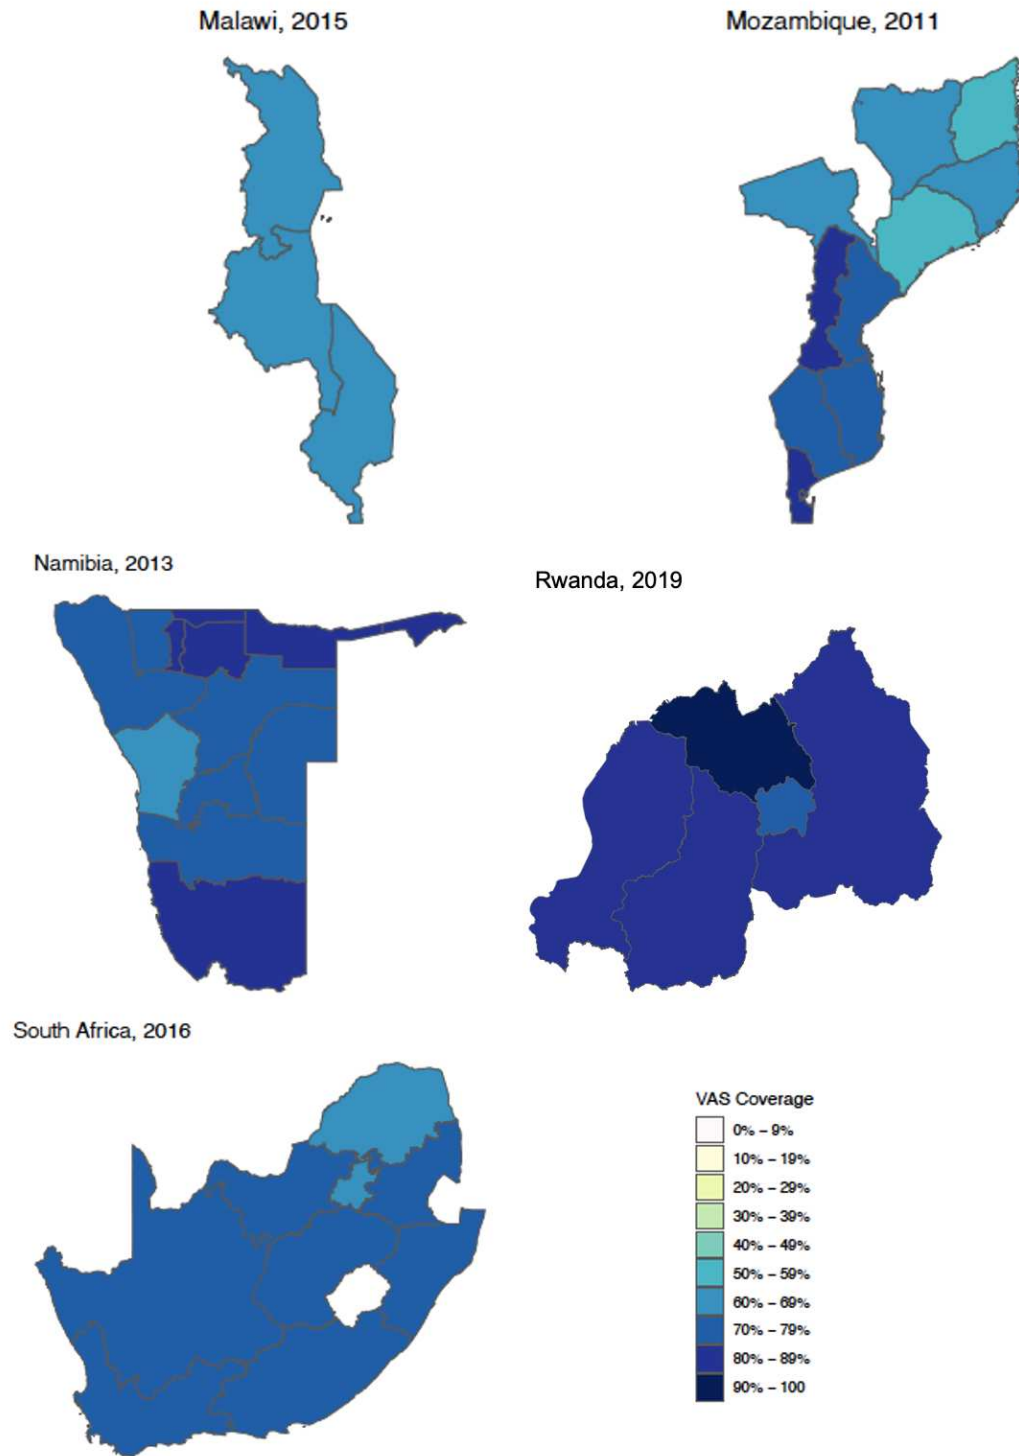 Malawi, 2015
Mozambique, 2011
Namibia, 2013
Rwanda, 2019
South Africa, 2016
VAS Coverage
0% – 9%
10% – 19%
20% – 29%
30% – 39%
40% – 49%
50% – 59%
60% – 69%
70% – 79%
80% – 89%
90% – 100